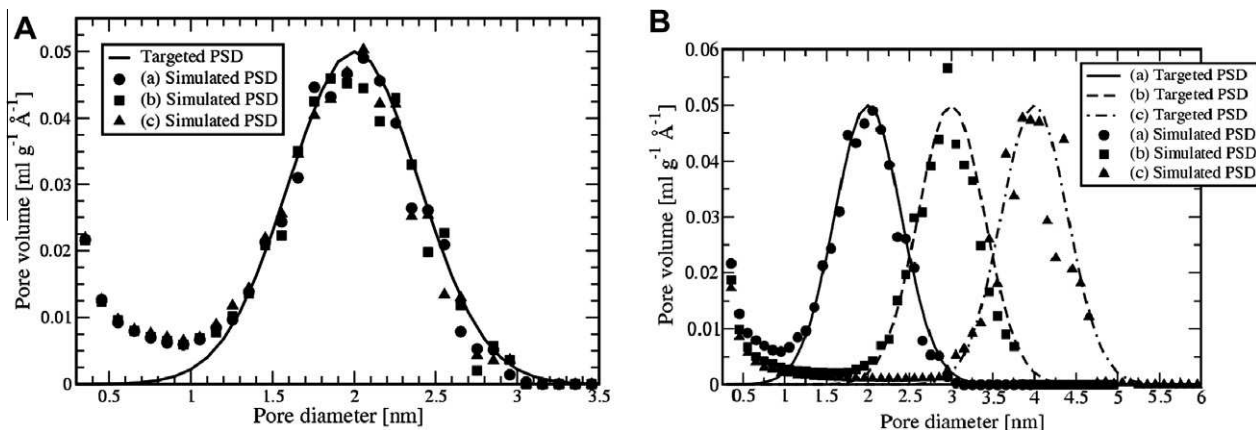 A
0.05
0.04
0.03
0.02
0.01
0
Pore volume [ml g⁻¹ Å⁻¹]
Targeted PSD
(a) Simulated PSD
(b) Simulated PSD
(c) Simulated PSD
0.5 1 1.5 2 2.5 3 3.5
Pore diameter [nm]
B
0.06
0.05
0.04
0.03
0.02
0.01
0
Pore volume [ml g⁻¹ Å⁻¹]
(a) Targeted PSD
(b) Targeted PSD
(c) Targeted PSD
(a) Simulated PSD
(b) Simulated PSD
(c) Simulated PSD
0.5 1 1.5 2 2.5 3 3.5 4 4.5 5 5.5 6
Pore diameter [nm]